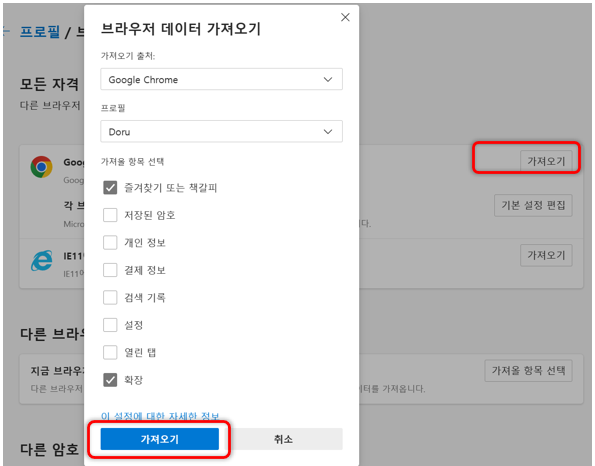 프로필 / 브
브라우저 데이터 가져오기
가져오기 출처:
Google Chrome
프로필
Doru
가져올 항목 선택
즐겨찾기 또는 책갈피
저장된 암호
개인 정보
결제 정보
검색 기록
설정
열린 탭
확장
이 설정에 대한 자세한 정보
가져오기
취소
모든 자격
다른 브라우저
Goog
가져오기
Goog
각 브
기본 설정 편집
Micro
다.
IE11
가져오기
IE11에
다른 브라우
지금 브라우
가져올 항목 선택
다른 브라우저
터를 가져옵니다.
다른 암호